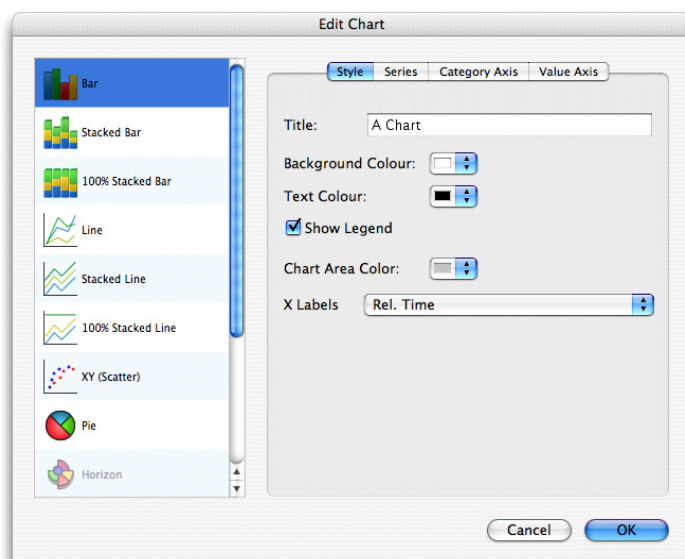 Edit Chart
Bar
Stacked Bar
100% Stacked Bar
Line
Stacked Line
100% Stacked Line
XY (Scatter)
Pie
Horizon
Style Series Category Axis Value Axis
Title: A Chart
Background Colour:
Text Colour:
Show Legend
Chart Area Color:
X Labels Rel. Time
Cancel OK